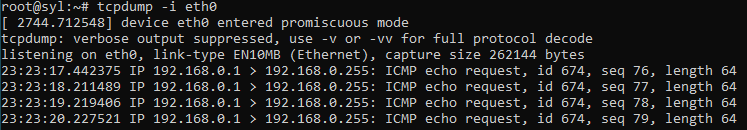 root@syl:~# tcpdump -i eth0
[ 2744.712548] device eth0 entered promiscuous mode
tcpdump: verbose output suppressed, use -v or -vv for full protocol decode
listening on eth0, link-type EN10MB (Ethernet), capture size 262144 bytes
23:23:17.442375 IP 192.168.0.1 > 192.168.0.255: ICMP echo request, id 674, seq 76, length 64
23:23:18.211489 IP 192.168.0.1 > 192.168.0.255: ICMP echo request, id 674, seq 77, length 64
23:23:19.219406 IP 192.168.0.1 > 192.168.0.255: ICMP echo request, id 674, seq 78, length 64
23:23:20.227521 IP 192.168.0.1 > 192.168.0.255: ICMP echo request, id 674, seq 79, length 64